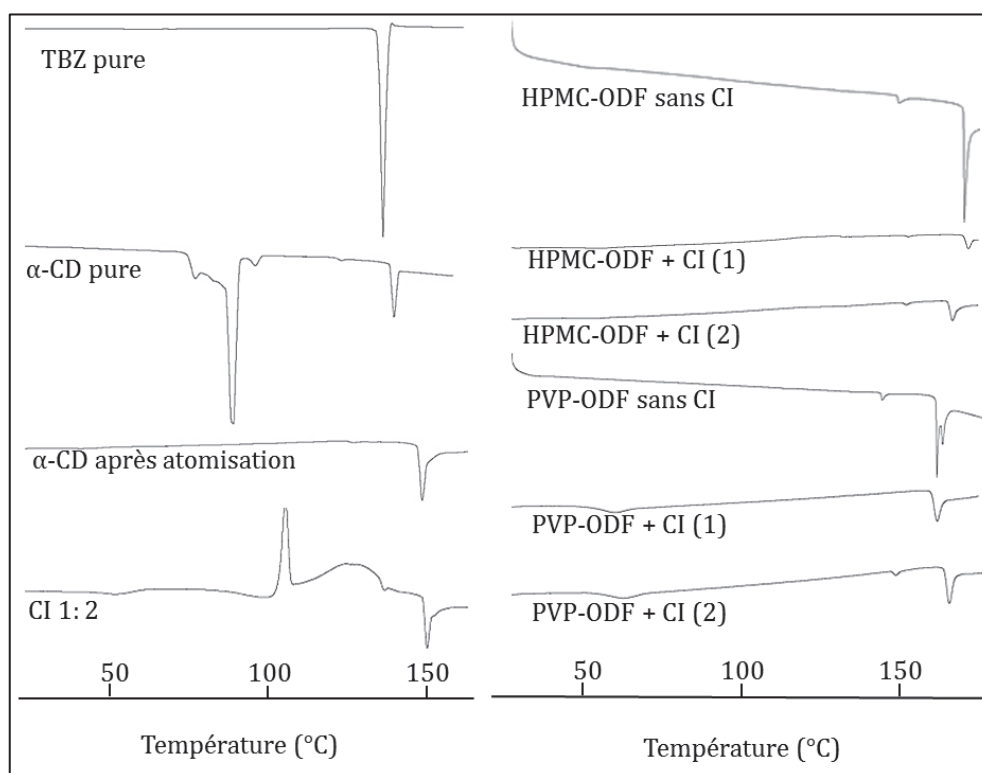 TBZ pure
α-CD pure
α-CD après atomisation
CI 1: 2
50 100 150
Température (°C)
HPMC-ODF sans CI
HPMC-ODF + CI (1)
HPMC-ODF + CI (2)
PVP-ODF sans CI
PVP-ODF + CI (1)
PVP-ODF + CI (2)
50 100 150
Température (°C)